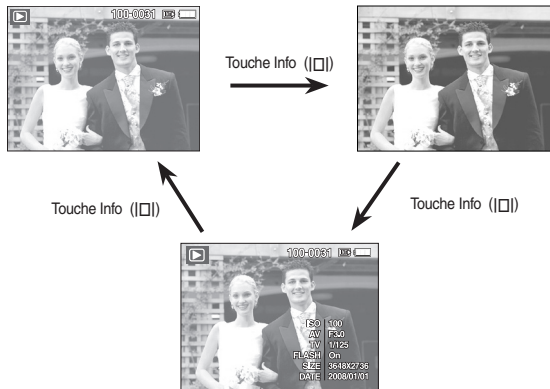 100-0031
Touche Info (|□|)
Touche Info (|□|)
Touche Info (|□|)
100-0031
ISO 100
AV F3.0
TV 1/125
FLASH On
SIZE 3648X2736
DATE 2008/01/01